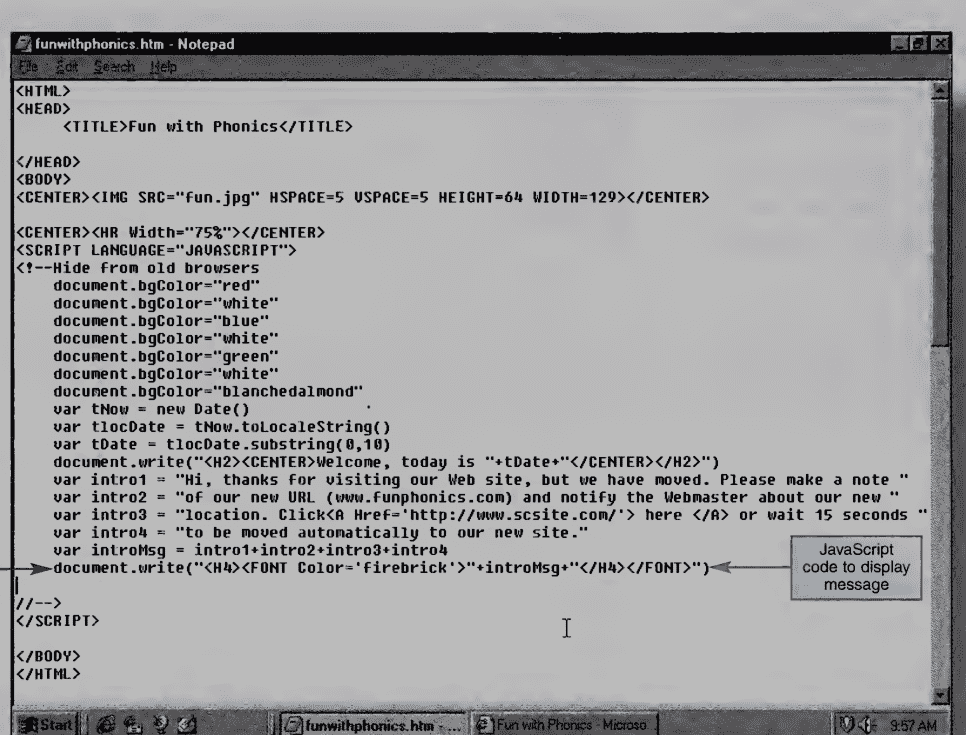 funwithphonics.htm - Notepad
File Edit Search Help
<HTML>
<HEAD>
<TITLE>Fun with Phonics</TITLE>
</HEAD>
<BODY>
<CENTER><IMG SRC="fun.jpg" HSPACE=5 VSPACE=5 HEIGHT=64 WIDTH=129></CENTER>
<CENTER><HR Width="75%"></CENTER>
<SCRIPT LANGUAGE="JAVASCRIPT">
<!--Hide from old browsers
document.bgColor="red"
document.bgColor="white"
document.bgColor="blue"
document.bgColor="white"
document.bgColor="green"
document.bgColor="white"
document.bgColor="blanchedalmond"
var tNow = new Date()
var tlocDate = tNow.toLocaleString()
var tDate = tlocDate.substring(0,10)
document.write("<H2><CENTER>Welcome, today is "+tDate+"</CENTER></H2>")
var intro1 = "Hi, thanks for visiting our Web site, but we have moved. Please make a note "
var intro2 = "of our new URL (www.funphonics.com) and notify the Webmaster about our new "
var intro3 = "location. Click<A Href='http://www.scsite.com/'> here </A> or wait 15 seconds "
var intro4 = "to be moved automatically to our new site."
var introMsg = intro1+intro2+intro3+intro4
document.write("<H4><FONT Color='firebrick'>"+introMsg+"</H4></FONT>")
//-->
</SCRIPT>
</BODY>
</HTML>
JavaScript
code to display
message
Start
funwithphonics.htm - ...
Fun with Phonics - Microso
9:57 AM